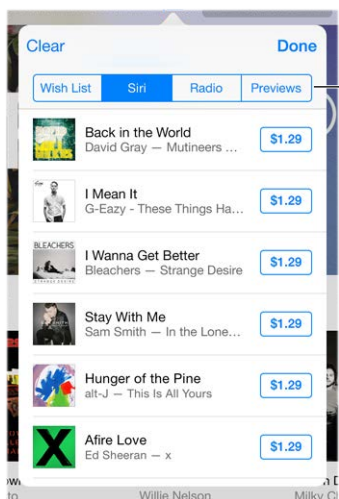 Clear Done
Wish List Siri Radio Previews
Back in the World
David Gray — Mutineers ...
$1.29
I Mean It
G-Eazy - These Things Ha...
$1.29
BLEACHERS
I Wanna Get Better
Bleachers — Strange Desire
$1.29
STRANGE DESIRE
Stay With Me
Sam Smith — In the Lone...
$1.29
Hunger of the Pine
alt-J — This Is All Yours
$1.29
Afire Love
Ed Sheeran — x
$1.29
Willie Nelson